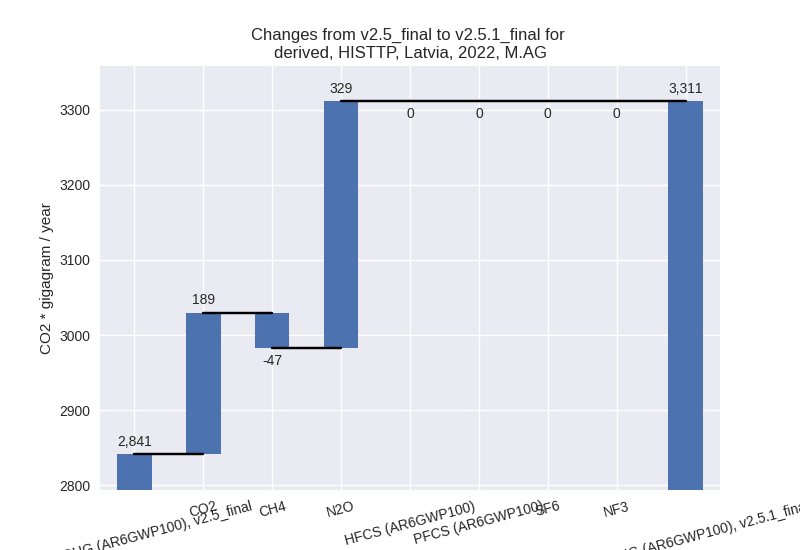 Changes from v2.5_final to v2.5.1_final for
derived, HISTTP, Latvia, 2022, M.AG
CO2 * gigagram / year
3300
3200
3100
3000
2900
2800
2,841
189
-47
329
0
0
0
0
3,311
(AR6GWP100), v2.5_final
CO2
CH4
N2O
HFCS (AR6GWP100)
PFCS (AR6GWP100)
SF6
NF3
(AR6GWP100), v2.5.1_fina